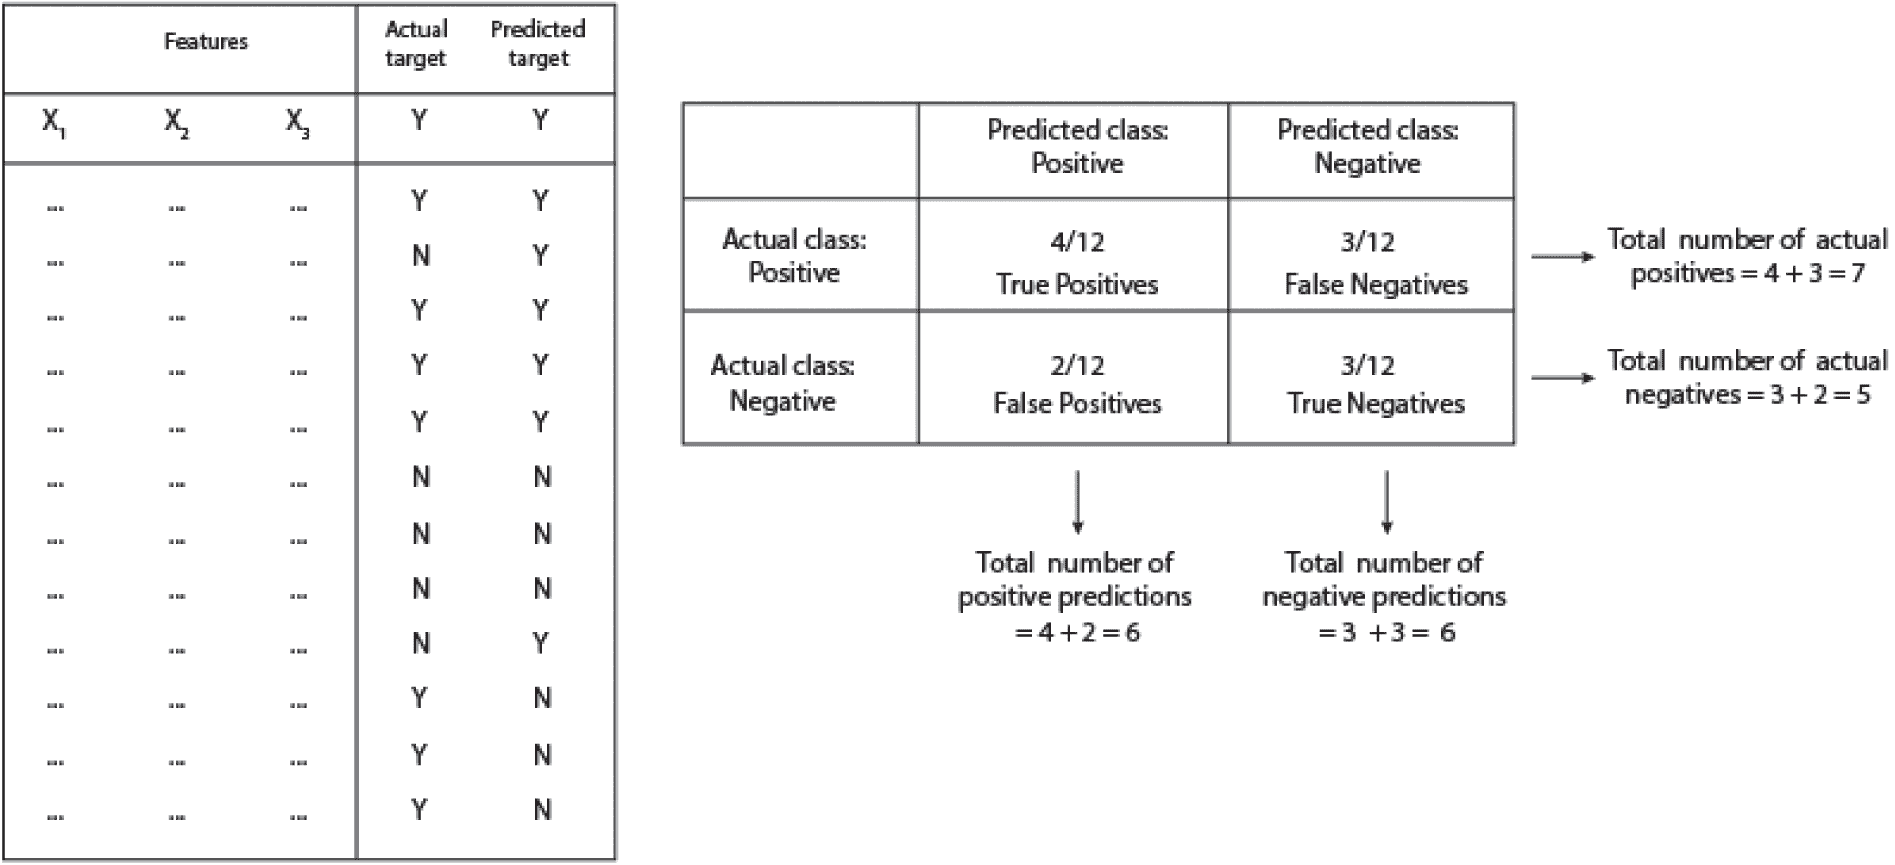 Features
Actual target
Predicted target
X1 X2 X3 Y Y
... ... ... Y Y
... ... ... N Y
... ... ... Y Y
... ... ... Y Y
... ... ... Y Y
... ... ... N N
... ... ... N N
... ... ... N N
... ... ... N Y
... ... ... Y N
... ... ... Y N
... ... ... Y N
Predicted class:
Positive
Predicted class:
Negative
Actual class:
Positive
4/12
True Positives
3/12
False Negatives
Total number of actual
positives = 4 + 3 = 7
Actual class:
Negative
2/12
False Positives
3/12
True Negatives
Total number of actual
negatives = 3 + 2 = 5
Total number of
positive predictions
= 4 + 2 = 6
Total number of
negative predictions
= 3 + 3 = 6